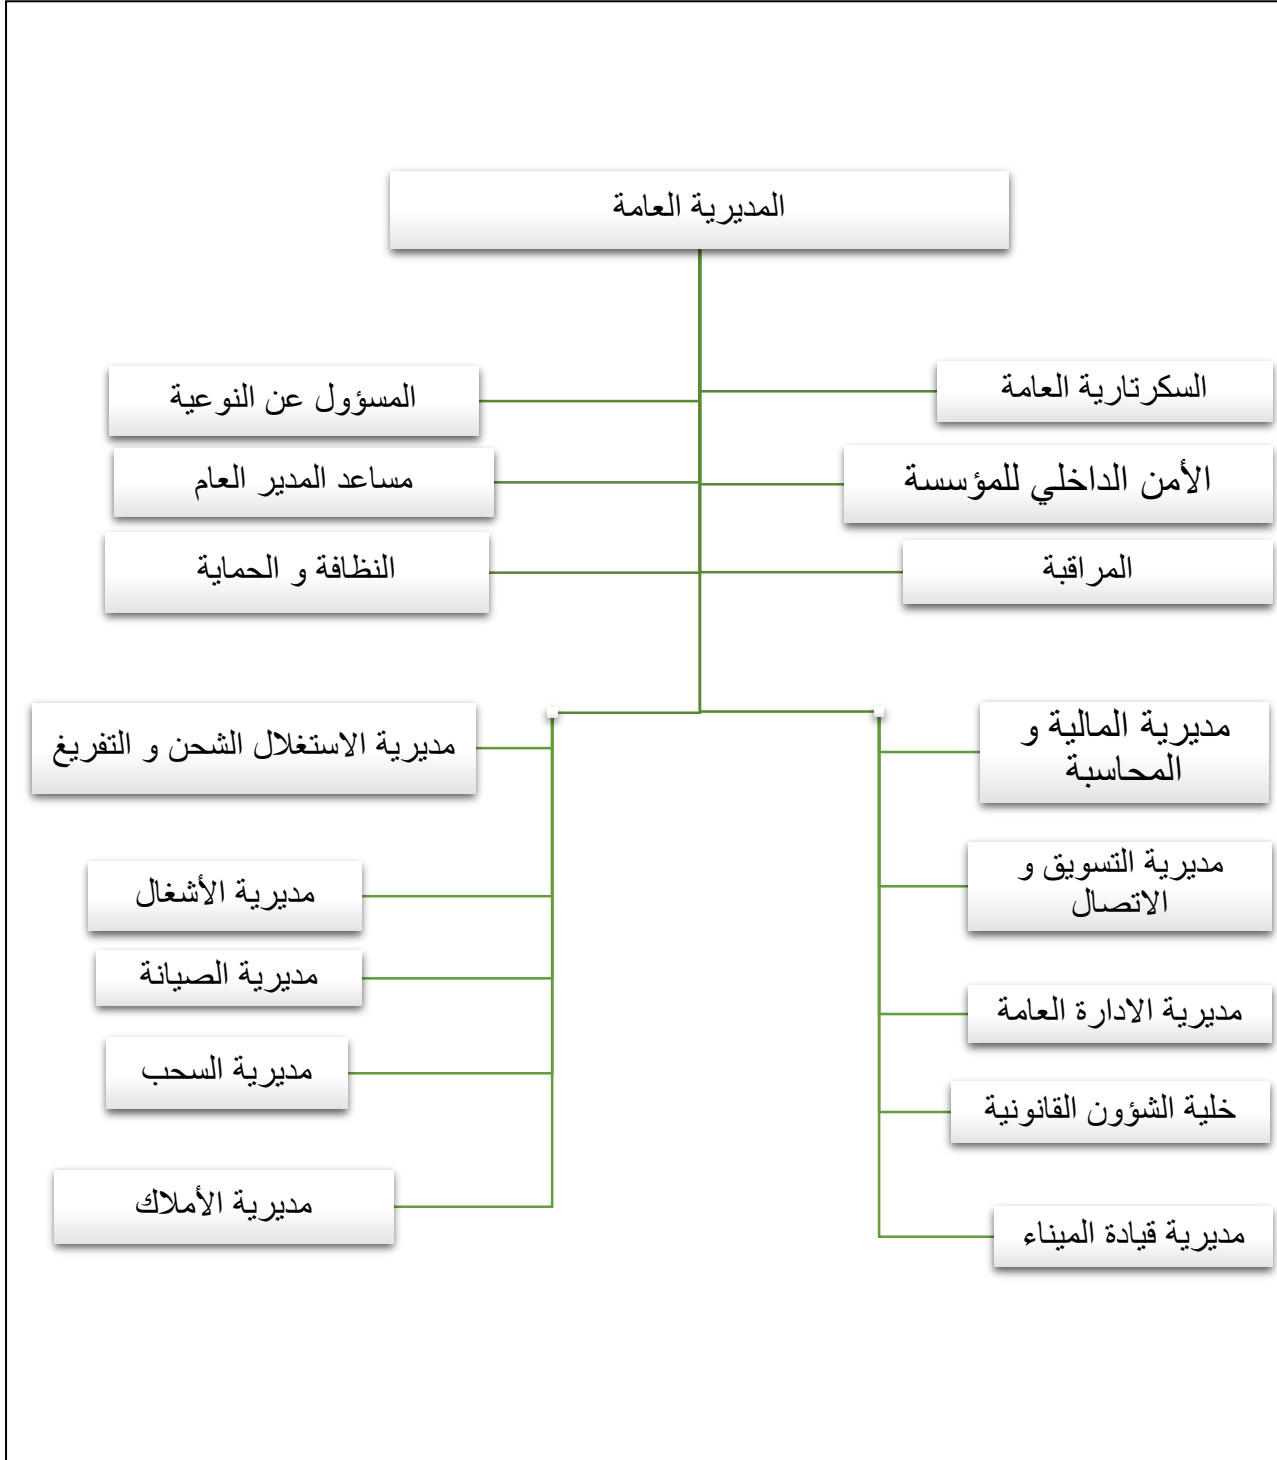 المديرية العامة
السكرتارية العامة
المسؤول عن النوعية
الأمن الداخلي للمؤسسة
مساعد المدير العام
المراقبة
النظافة و الحماية
مديرية المالية و
المحاسبة
مديرية الاستغلال الشحن و التفريغ
مديرية التسويق و
الاتصال
مديرية الأشغال
مديرية الصيانة
مديرية الادارة العامة
مديرية السحب
خلية الشؤون القانونية
مديرية الأملاك
مديرية قيادة الميناء